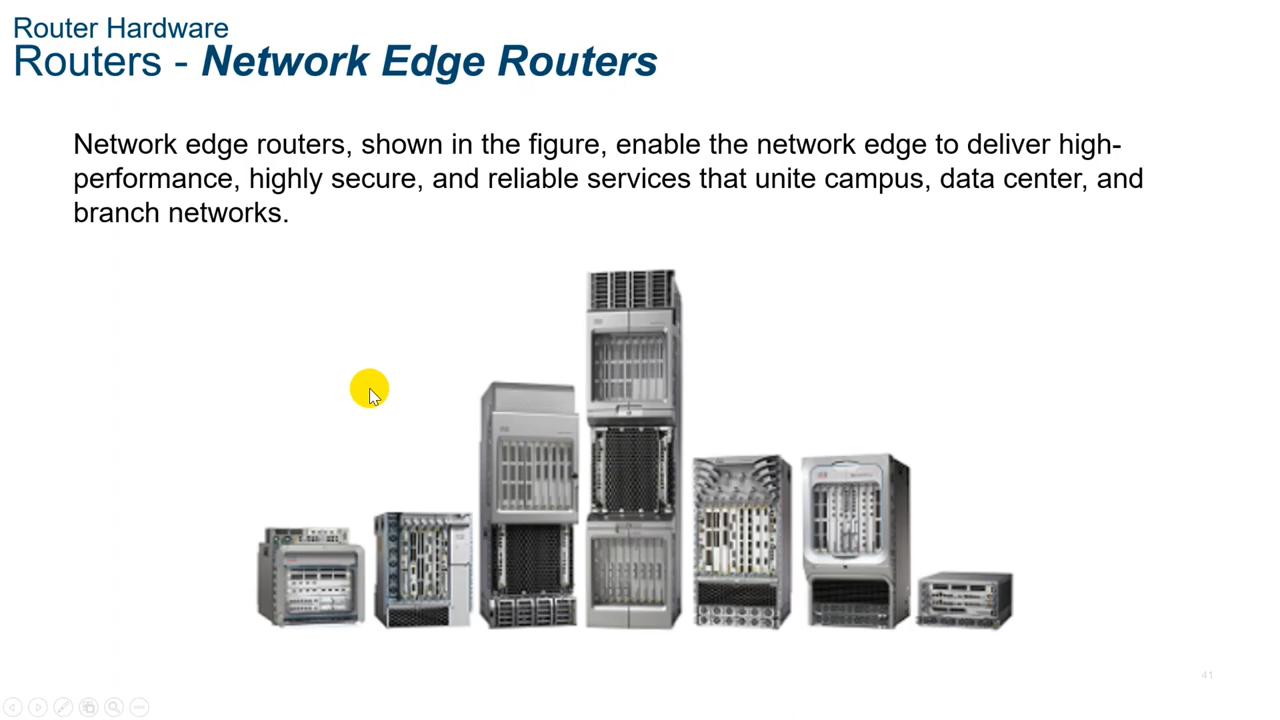 Router Hardware
Routers - Network Edge Routers
Network edge routers, shown in the figure, enable the network edge to deliver high-
performance, highly secure, and reliable services that unite campus, data center, and
branch networks.
41